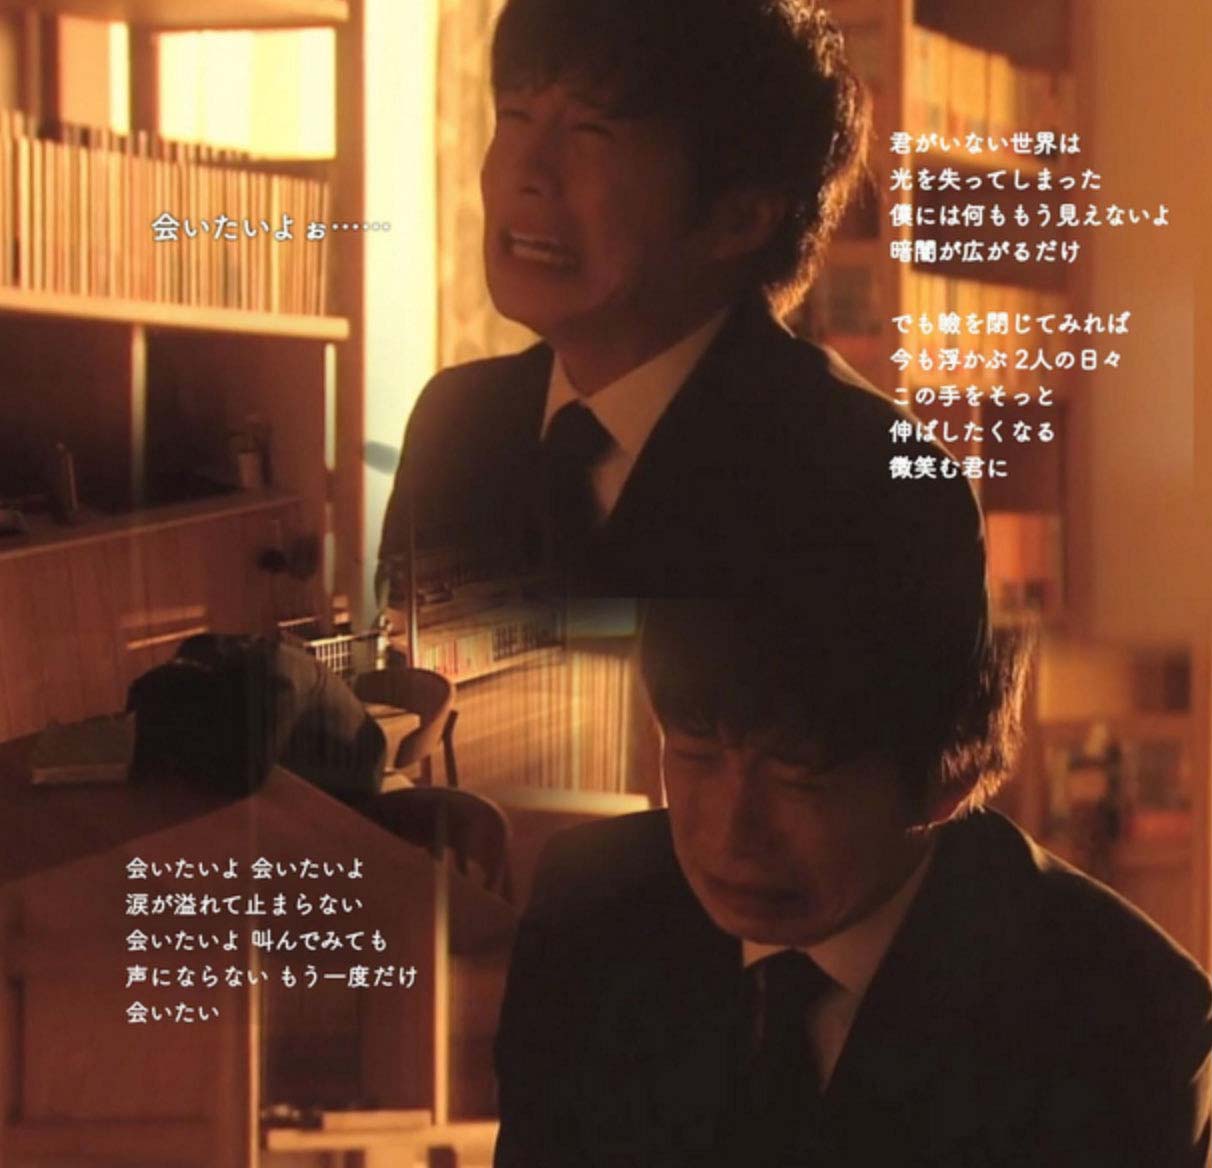 会いたいよぉ……
君がいない世界は
光を失ってしまった
僕には何ももう見えないよ
暗闇が広がるだけ
でも瞼を閉じてみれば
今も浮かぶ 2人の日々
この手をそっと
伸ばしたくなる
微笑む君に
会いたいよ 会いたいよ
涙が溢れて止まらない
会いたいよ 叫んでみても
声にならない もう一度だけ
会いたい